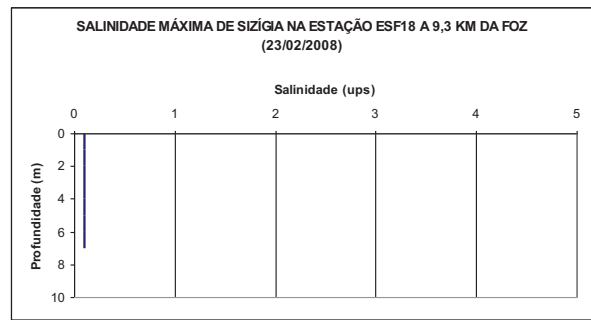 SALINIDADE MÁXIMA DE SIZÍGIA NA ESTAÇÃO ESF18 A 9,3 KM DA FOZ
(23/02/2008)
Salinidade (ups)
0 1 2 3 4 5
Profundidade (m)
0
2
4
6
8
10